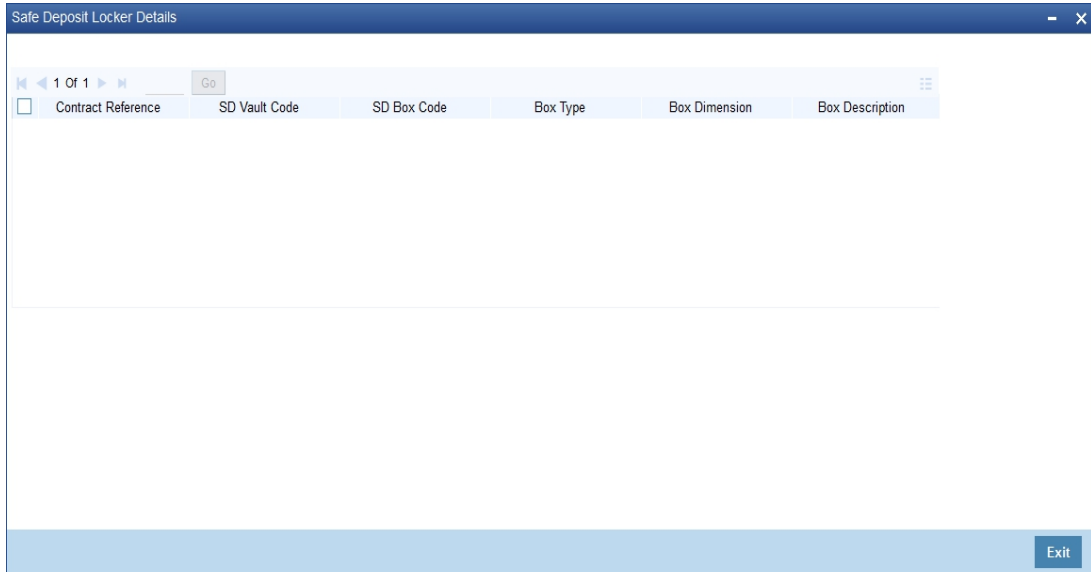 Safe Deposit Locker Details
1 Of 1 Go
Contract Reference SD Vault Code SD Box Code Box Type Box Dimension Box Description
Exit